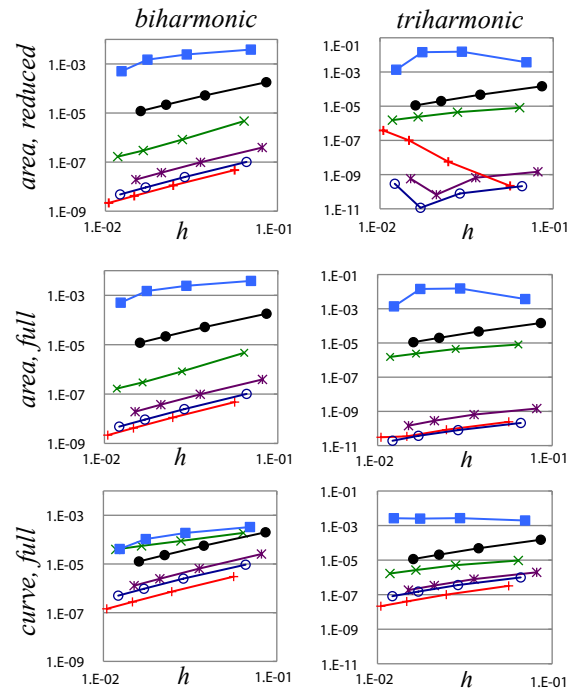 biharmonic
triharmonic
area, reduced
1.E-03
1.E-05
1.E-07
1.E-09
1.E-02
1.E-01
h
1.E-01
1.E-03
1.E-05
1.E-07
1.E-09
1.E-11
1.E-02
1.E-01
h
area, full
1.E-03
1.E-05
1.E-07
1.E-09
1.E-02
1.E-01
h
1.E-01
1.E-03
1.E-05
1.E-07
1.E-09
1.E-11
1.E-02
1.E-01
h
curve, full
1.E-03
1.E-05
1.E-07
1.E-09
1.E-02
1.E-01
h
1.E-01
1.E-03
1.E-05
1.E-07
1.E-09
1.E-11
1.E-02
1.E-01
h